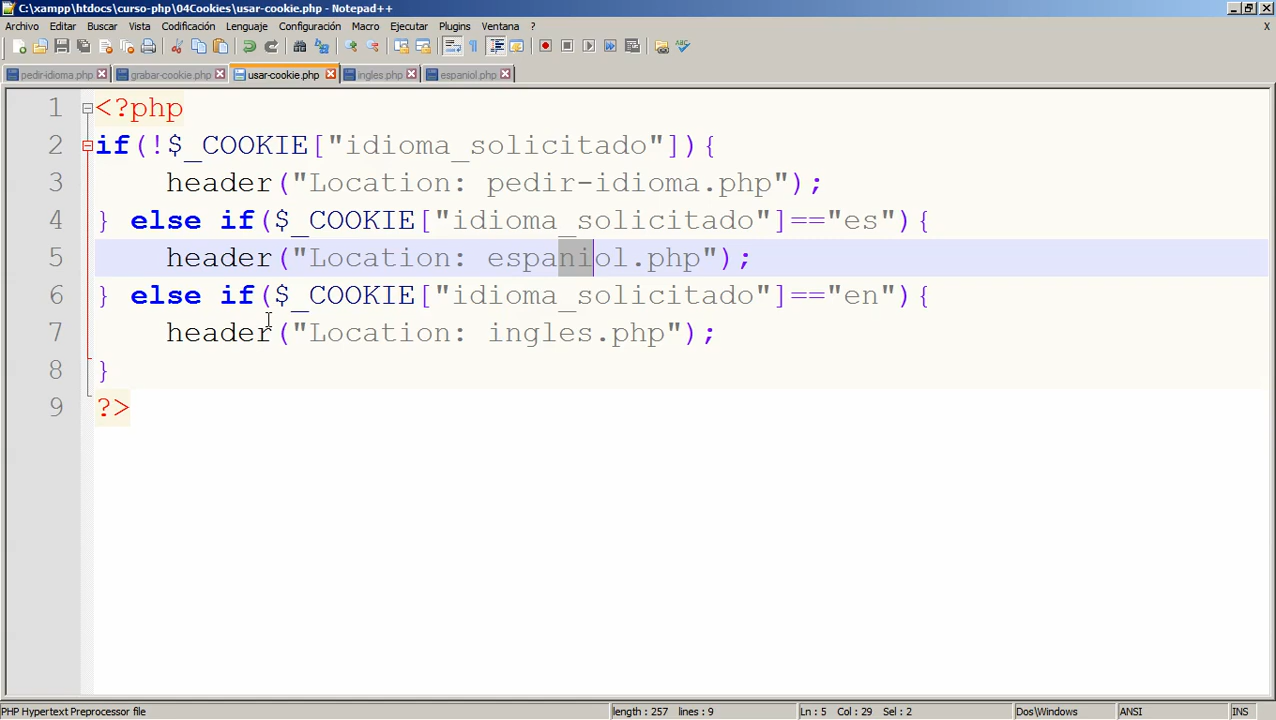 C:\xampp\htdocs\curso-php\04Cookies\usar-cookie.php - Notepad++
Archivo Editar Buscar Vista Codificación Lenguaje Configuración Macro Ejecutar Plugins Ventana ? X
pedir-idioma.php grabar-cookie.php usar-cookie.php ingles.php espaniol.php
1 <?php
2 if(!$_COOKIE["idioma_solicitado"]){
3 header("Location: pedir-idioma.php");
4 } else if($_COOKIE["idioma_solicitado"]=="es"){
5 header("Location: espaniol.php");
6 } else if($_COOKIE["idioma_solicitado"]=="en"){
7 header("Location: ingles.php");
8 }
9 ?>
PHP Hypertext Preprocessor file length : 257 lines : 9 Ln : 5 Col : 29 Sel : 2 Dos\Windows ANSI INS